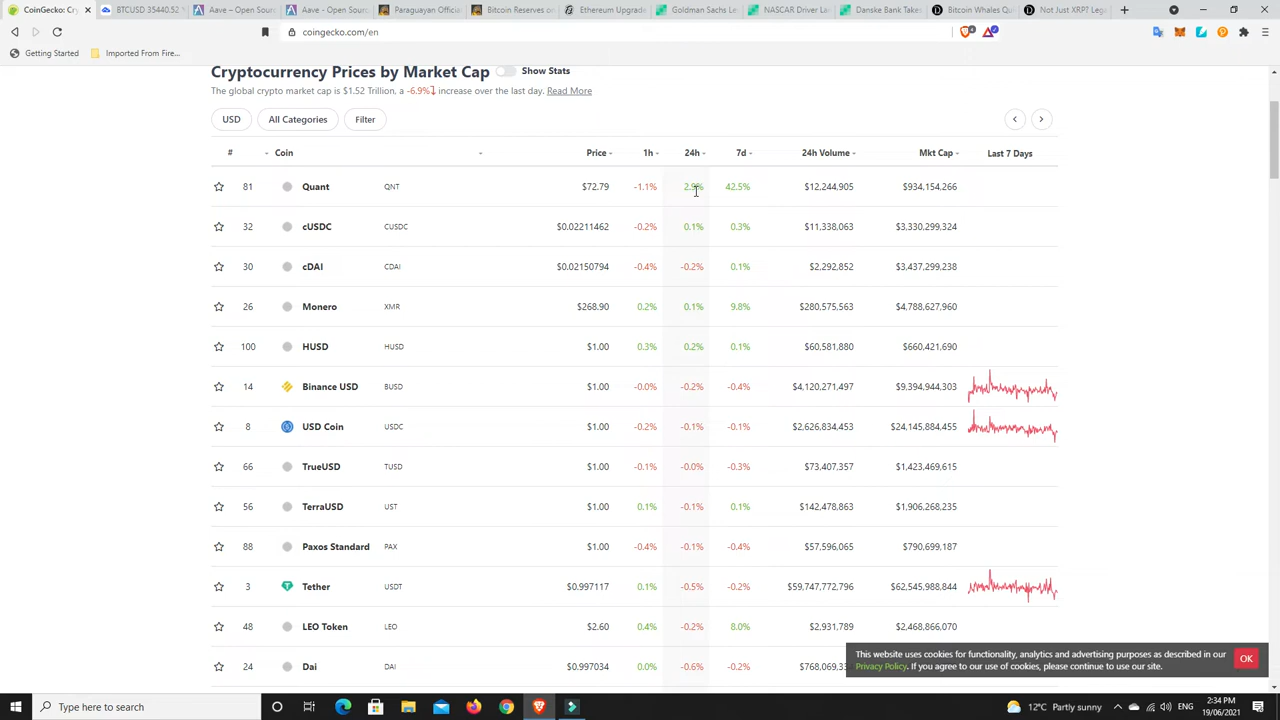 CoinGecko: Cry
BTCUSD 35440.52
Aave – Open Sour
Aave – Open Sour
Paraguayan Offici
Bitcoin Reserves o
Ethereum Upgrade
Goldman Sachs Le
NASCAR Driver La
Danske Bank Takes
Bitcoin Whales Qu
Not Just XRP? Lega
coingecko.com/en
Getting Started
Imported From Fire...
Cryptocurrency Prices by Market Cap Show Stats
The global crypto market cap is $1.52 Trillion, a -6.9% increase over the last day. Read More
USD All Categories Filter
# Coin Price 1h 24h 7d 24h Volume Mkt Cap Last 7 Days
81 Quant QNT $72.79 -1.1% 2.9% 42.5% $12,244,905 $934,154,266
32 cUSDC CUSDC $0.02211462 -0.2% 0.1% 0.3% $11,338,063 $3,330,299,324
30 cDAI CDAI $0.02150794 -0.4% -0.2% 0.1% $2,292,852 $3,437,299,238
26 Monero XMR $268.90 0.2% 0.1% 9.8% $280,575,563 $4,788,627,960
100 HUSD HUSD $1.00 0.3% 0.2% 0.1% $60,581,880 $660,421,690
14 Binance USD BUSD $1.00 -0.0% -0.2% -0.4% $4,120,271,497 $9,394,944,303
8 USD Coin USDC $1.00 -0.2% -0.1% -0.1% $2,626,834,453 $24,145,884,455
66 TrueUSD TUSD $1.00 -0.1% -0.0% -0.3% $73,407,357 $1,423,469,615
56 TerraUSD UST $1.00 0.1% -0.1% 0.1% $142,478,863 $1,906,268,235
88 Paxos Standard PAX $1.00 -0.4% -0.1% -0.4% $57,596,065 $790,699,187
3 Tether USDT $0.997117 0.1% -0.5% -0.2% $59,747,772,796 $62,545,988,844
48 LEO Token LEO $2.60 0.4% -0.2% 8.0% $2,931,789 $2,468,866,070
24 Dai DAI $0.997034 0.0% -0.6% -0.2%
This website uses cookies for functionality, analytics and advertising purposes as described in our
Privacy Policy. If you agree to our use of cookies, please continue to use our site.
OK
Type here to search
12°C Partly sunny
ENG
2:34 PM
19/06/2021